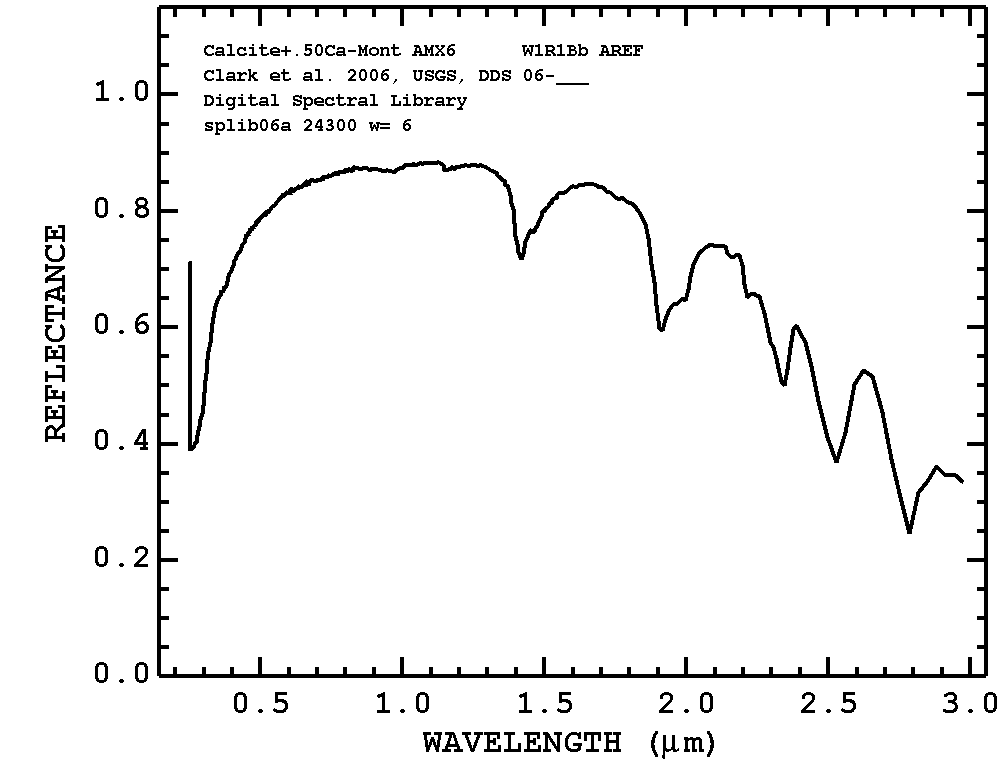 Calcite+.50Ca-Mont AMX6 W1R1Bb AREF
Clark et al. 2006, USGS, DDS 06-___
Digital Spectral Library
splib06a 24300 w= 6
1.0
0.8
0.6
0.4
0.2
0.0
REFLECTANCE
0.5 1.0 1.5 2.0 2.5 3.0
WAVELENGTH (μm)